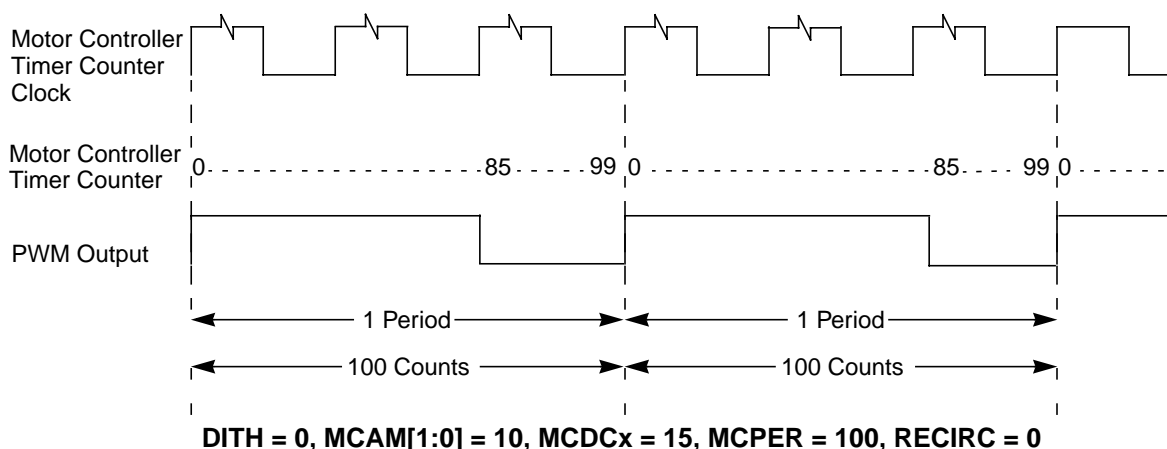 Motor Controller
Timer Counter
Clock
Motor Controller
Timer Counter
0 85 99 0 85 99 0
PWM Output
1 Period 1 Period
100 Counts 100 Counts
DITH = 0, MCAM[1:0] = 10, MCDCx = 15, MCPER = 100, RECIRC = 0